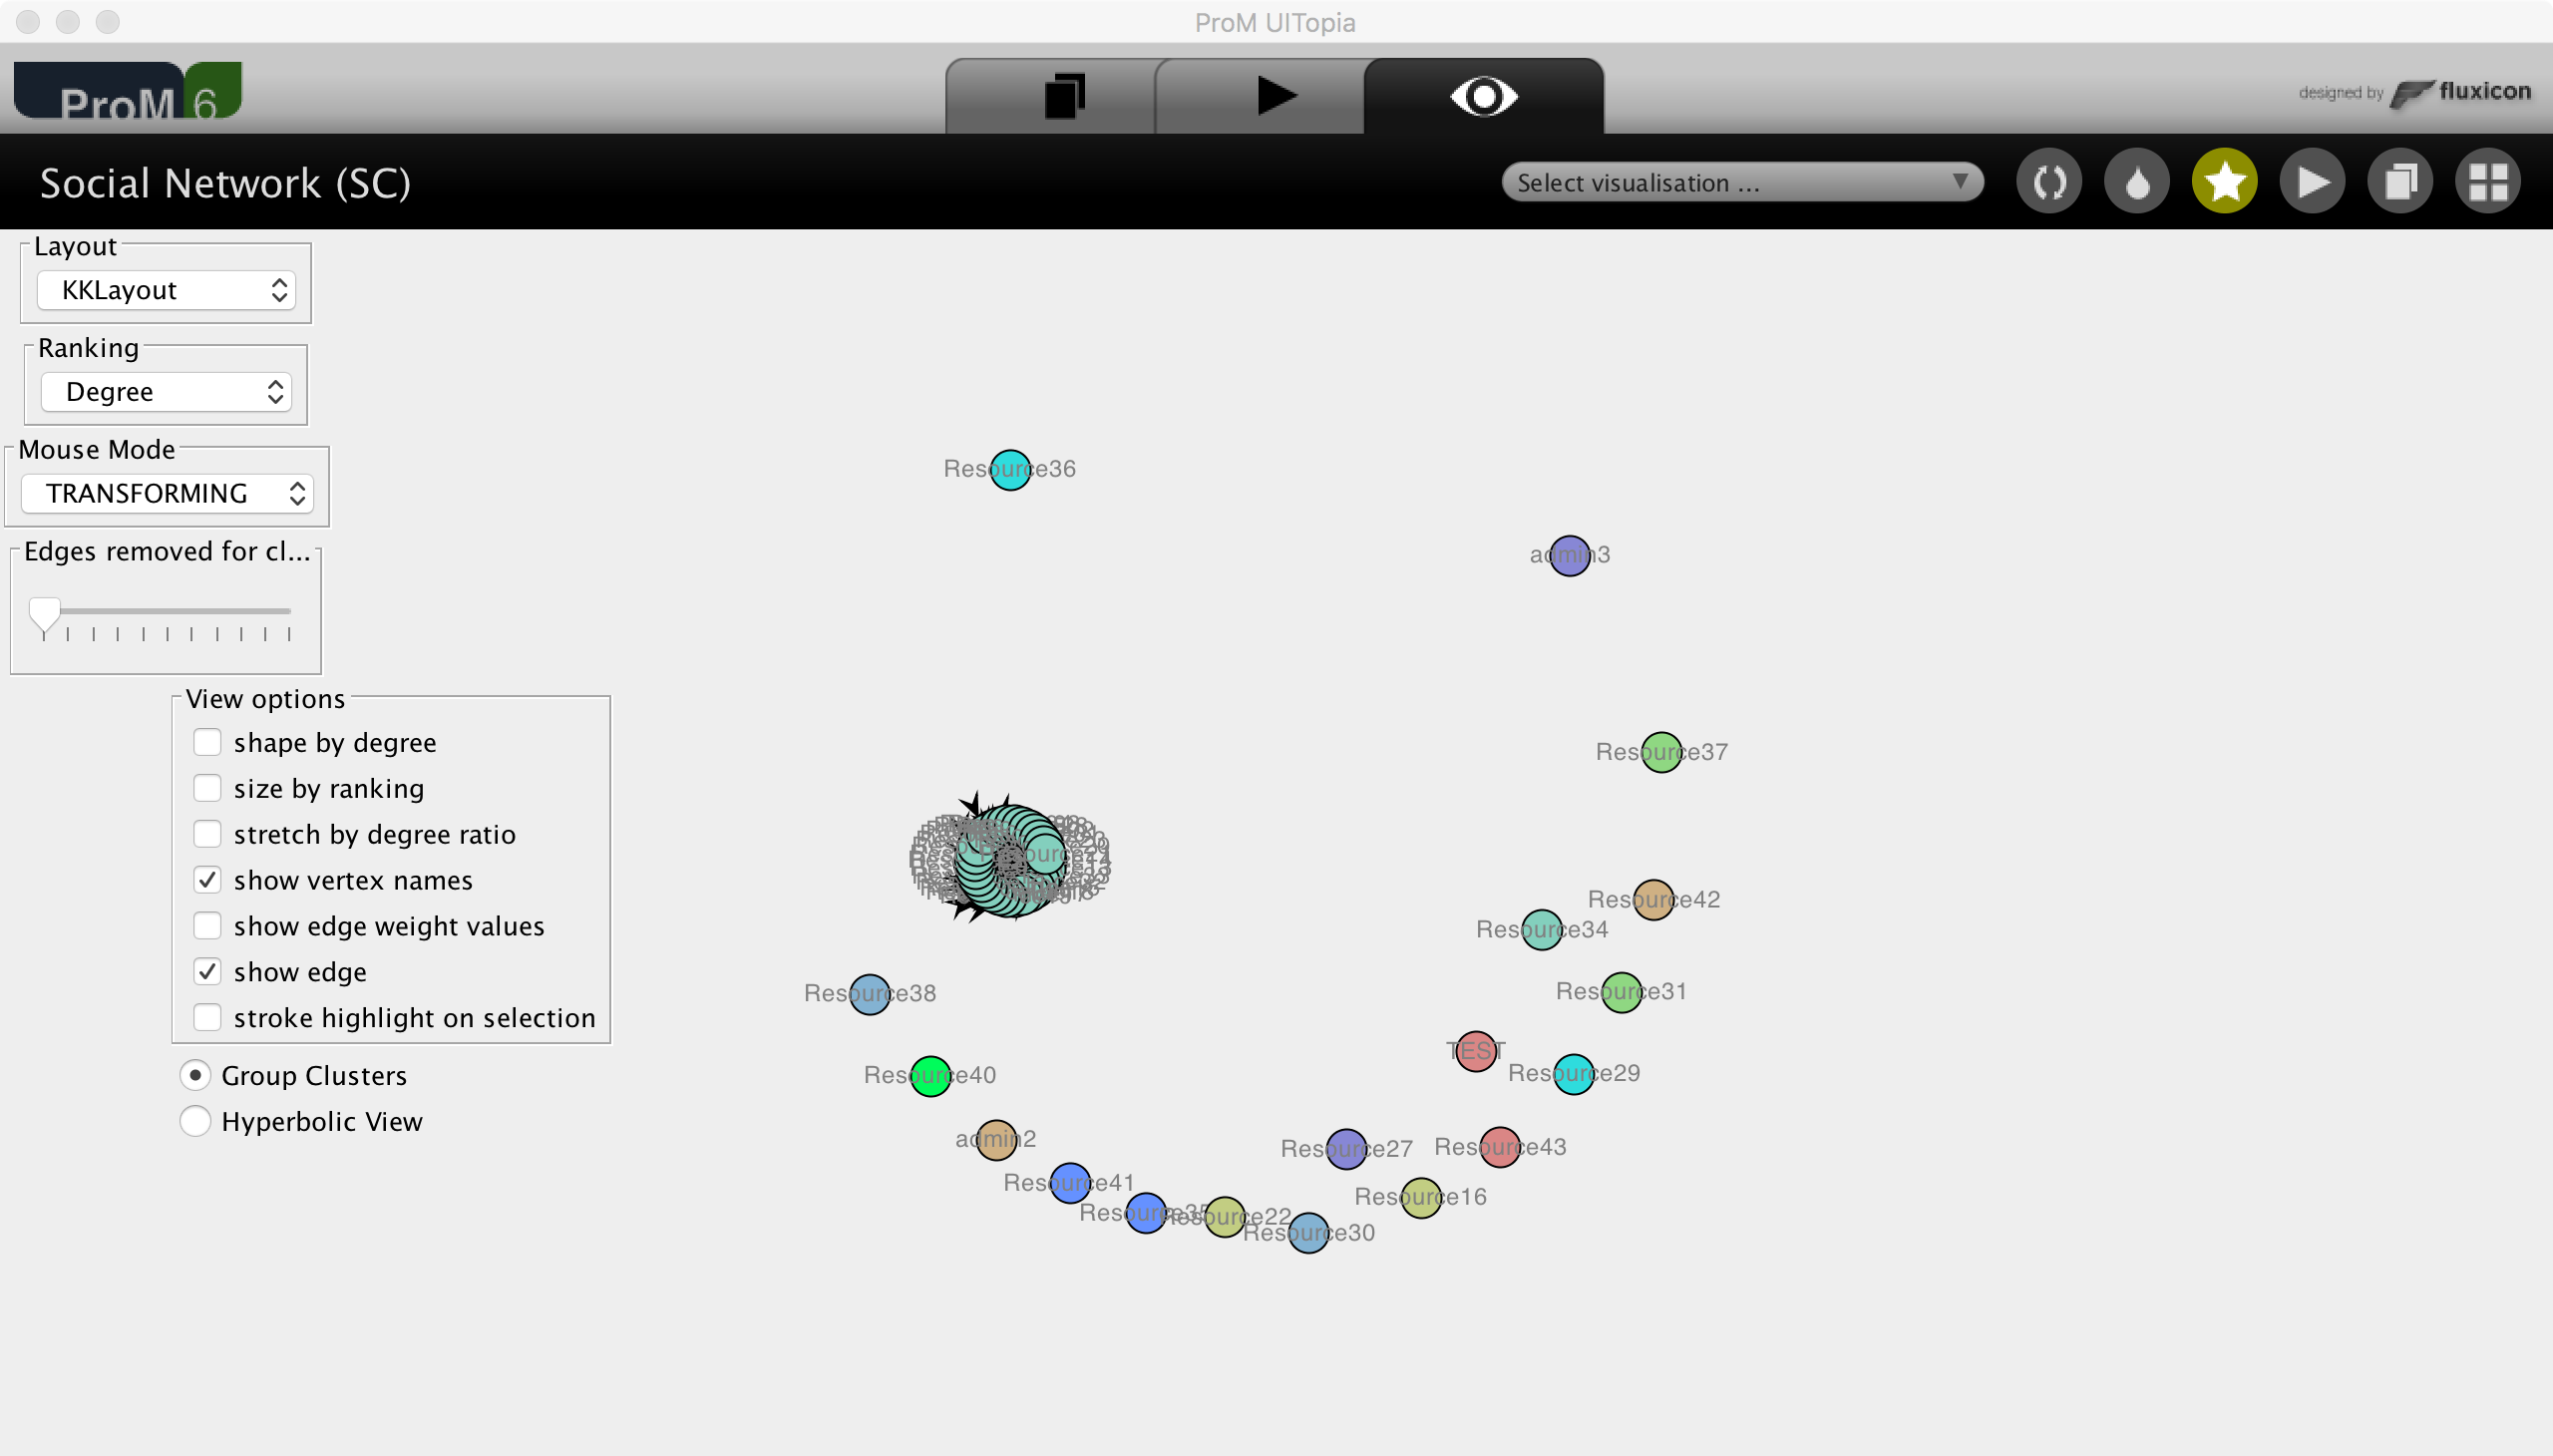 ProM UITopia
ProM 6
designed by fluxicon
Social Network (SC)
Select visualisation ...
Layout
KKLayout
Ranking
Degree
Mouse Mode
TRANSFORMING
Edges removed for cl...
View options
shape by degree
size by ranking
stretch by degree ratio
show vertex names
show edge weight values
show edge
stroke highlight on selection
Group Clusters
Hyperbolic View
Resource36
admin3
Resource37
Resource42
Resource34
Resource31
Resource38
TEST
Resource29
Resource40
admin2
Resource27
Resource43
Resource41
Resource16
Resource22
Resource30